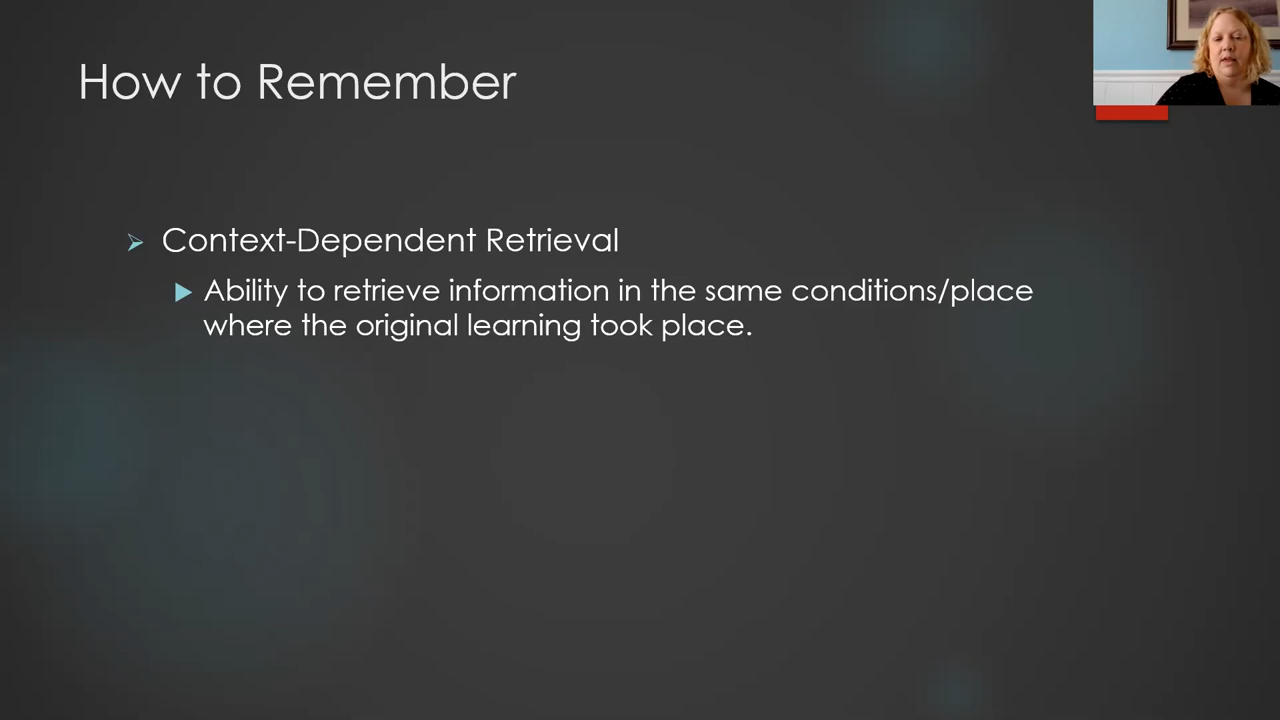 How to Remember
Context-Dependent Retrieval
Ability to retrieve information in the same conditions/place
where the original learning took place.